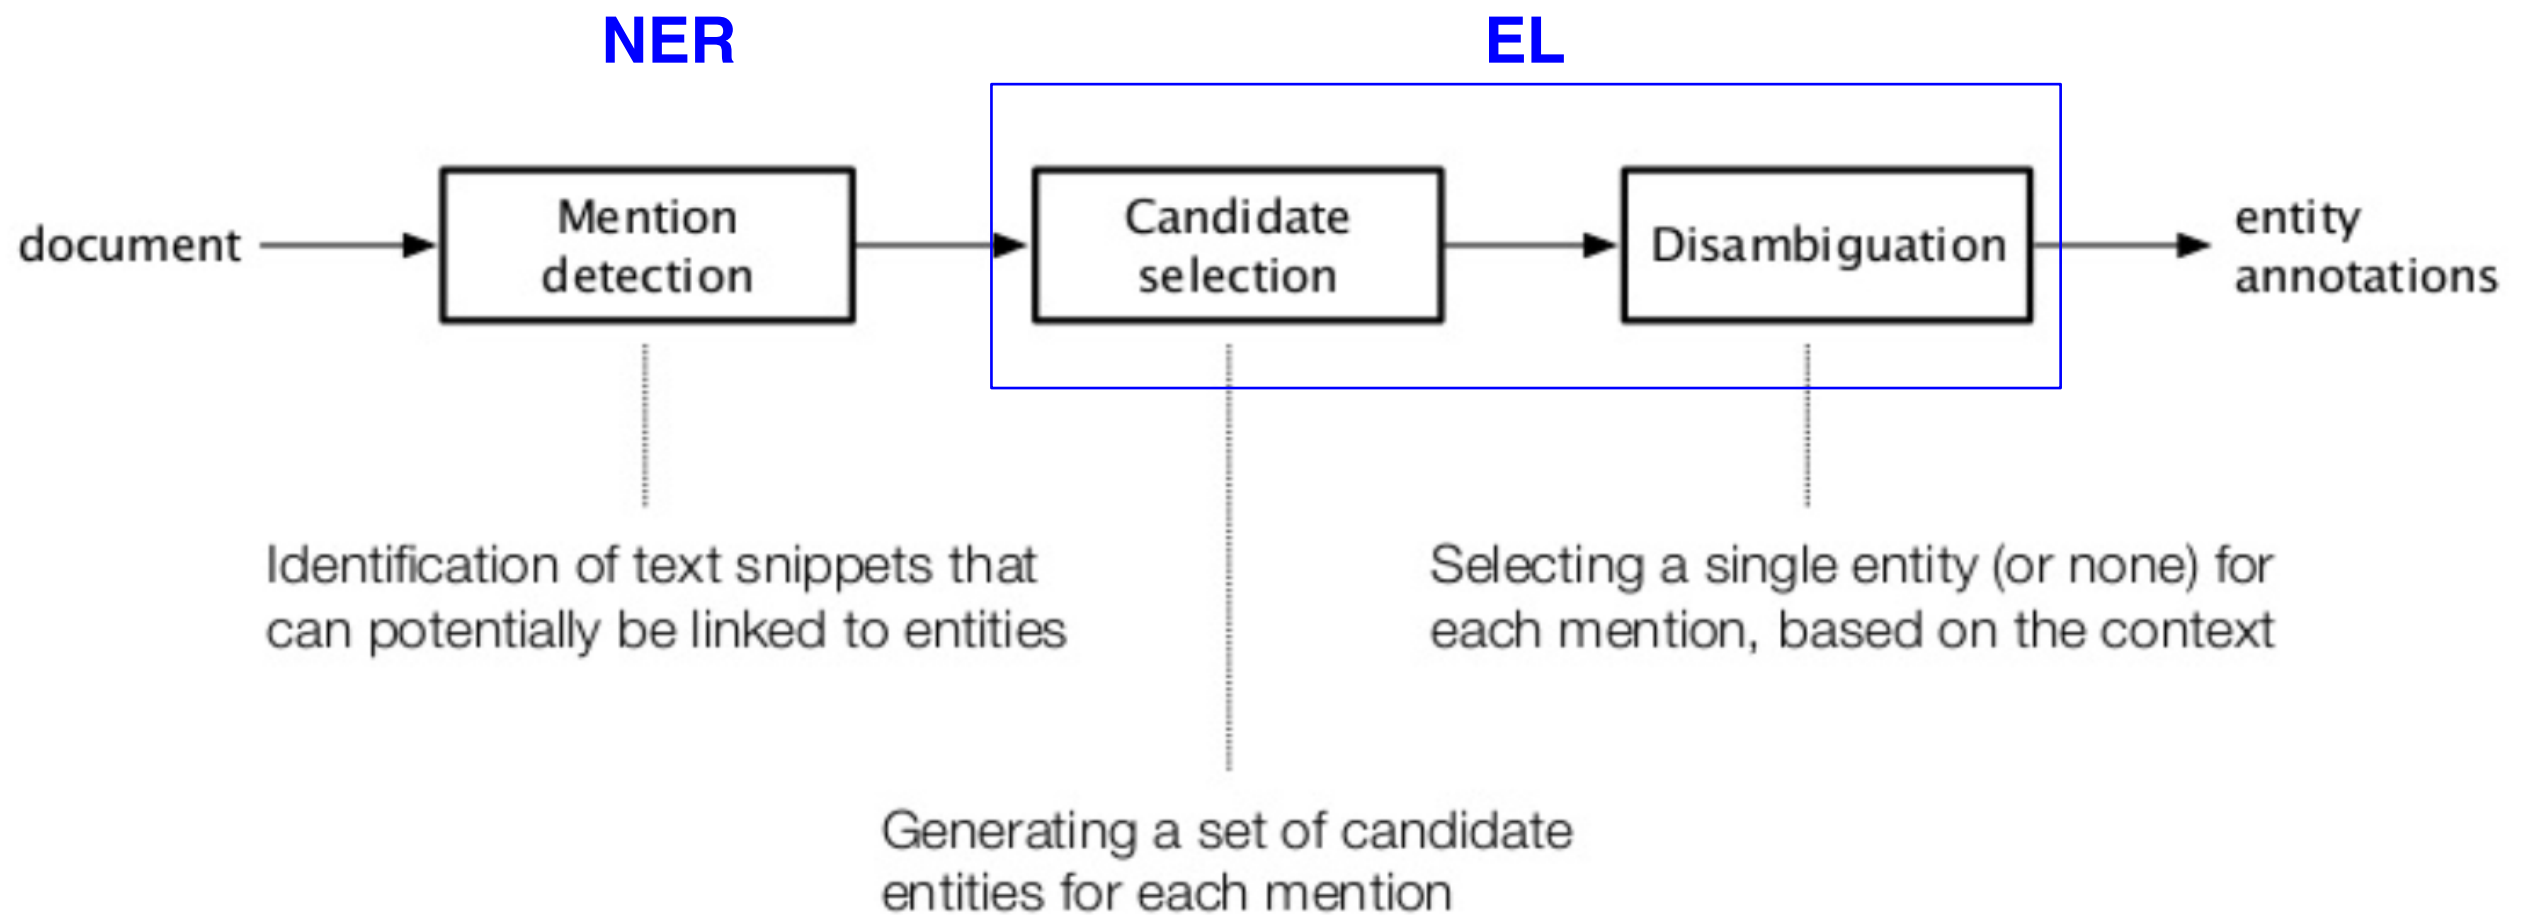 NER
EL
document
Mention
detection
Candidate
selection
Disambiguation
entity
annotations
Identification of text snippets that
can potentially be linked to entities
Selecting a single entity (or none) for
each mention, based on the context
Generating a set of candidate
entities for each mention